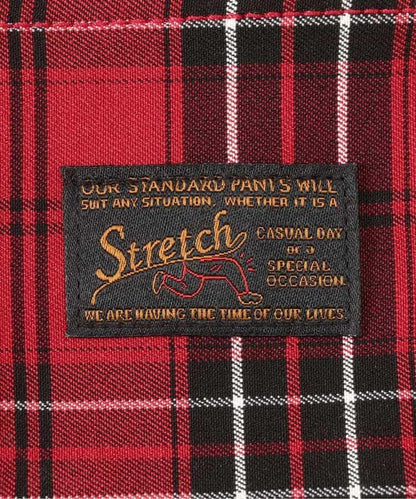 OUR STANDARD PANTS WILL
SUIT ANY SITUATION, WHETHER IT IS A
Stretch
CASUAL DAY
OF J
SPECIAL
OCCASION.
WE ARE HAVING THE TIME OF OUR LIVES.